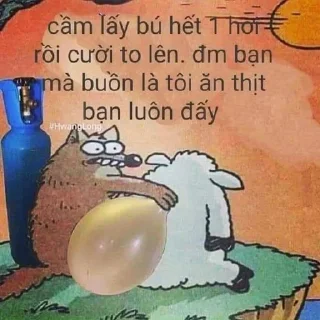 cầm lấy bú hết 1 hơi
rồi cười to lên. đm bạn
mà buồn là tôi ăn thịt
bạn luôn đấy
#HwangLong